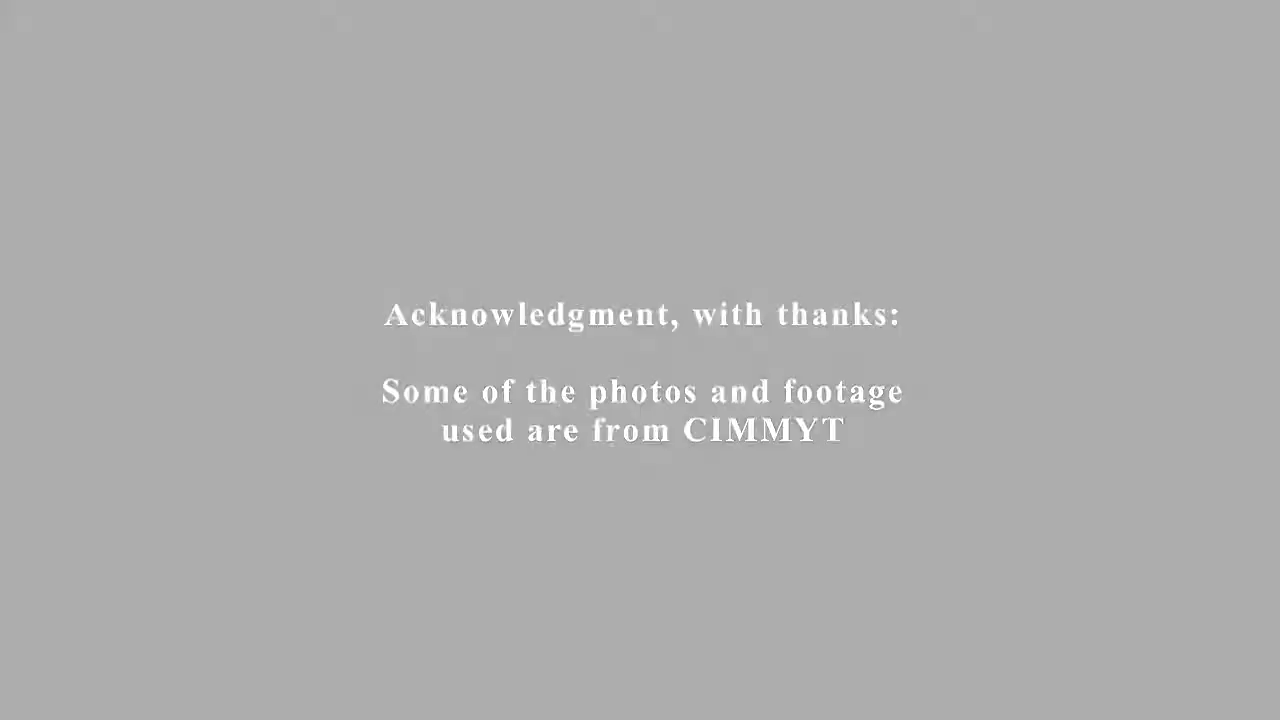 Acknowledgment, with thanks:
Some of the photos and footage
used are from CIMMYT